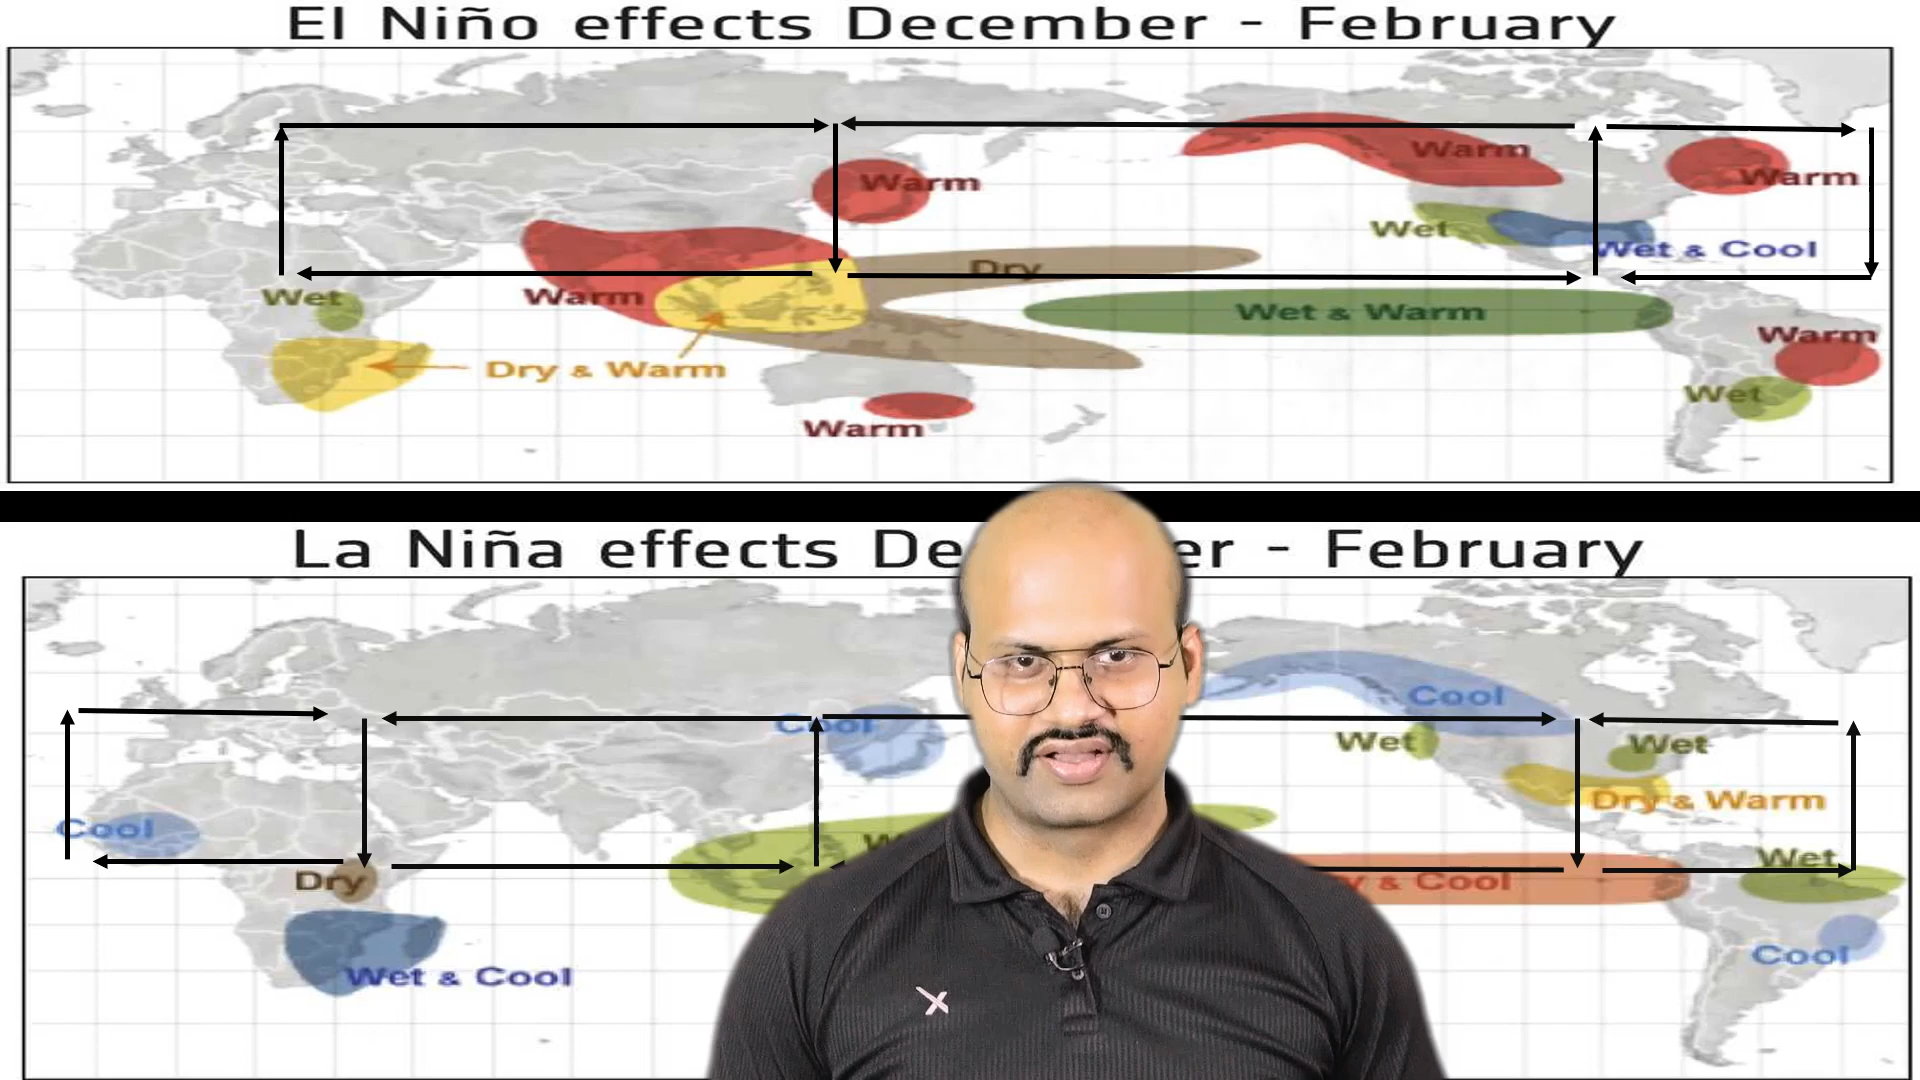 El Niño effects December - February
Warm
Warm
Warm
Wet
Wet & Cool
Dry
Wet
Warm
Wet & Warm
Warm
Dry & Warm
Wet
Warm
La Niña effects De er - February
Cool
Cool
Wet
Wet
Dry & Warm
Cool
Wet
Dry
& Cool
Cool
Wet & Cool